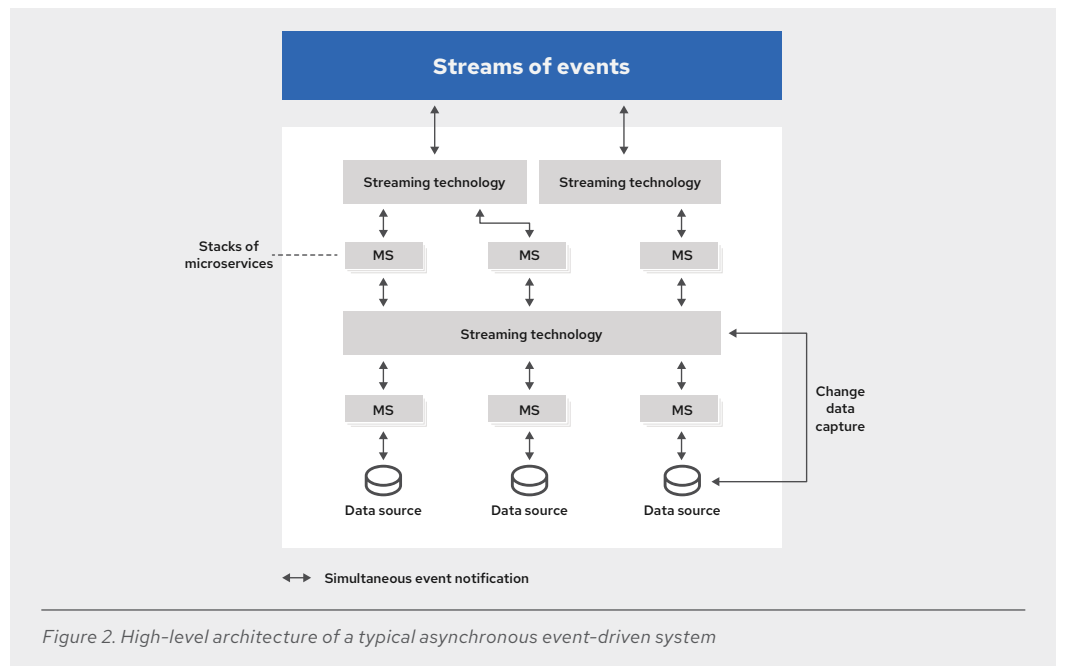 Streams of events
Streaming technology
Streaming technology
Stacks of
microservices
MS
MS
MS
Streaming technology
Change
data
capture
MS
MS
MS
Data source
Data source
Data source
Simultaneous event notification
Figure 2. High-level architecture of a typical asynchronous event-driven system